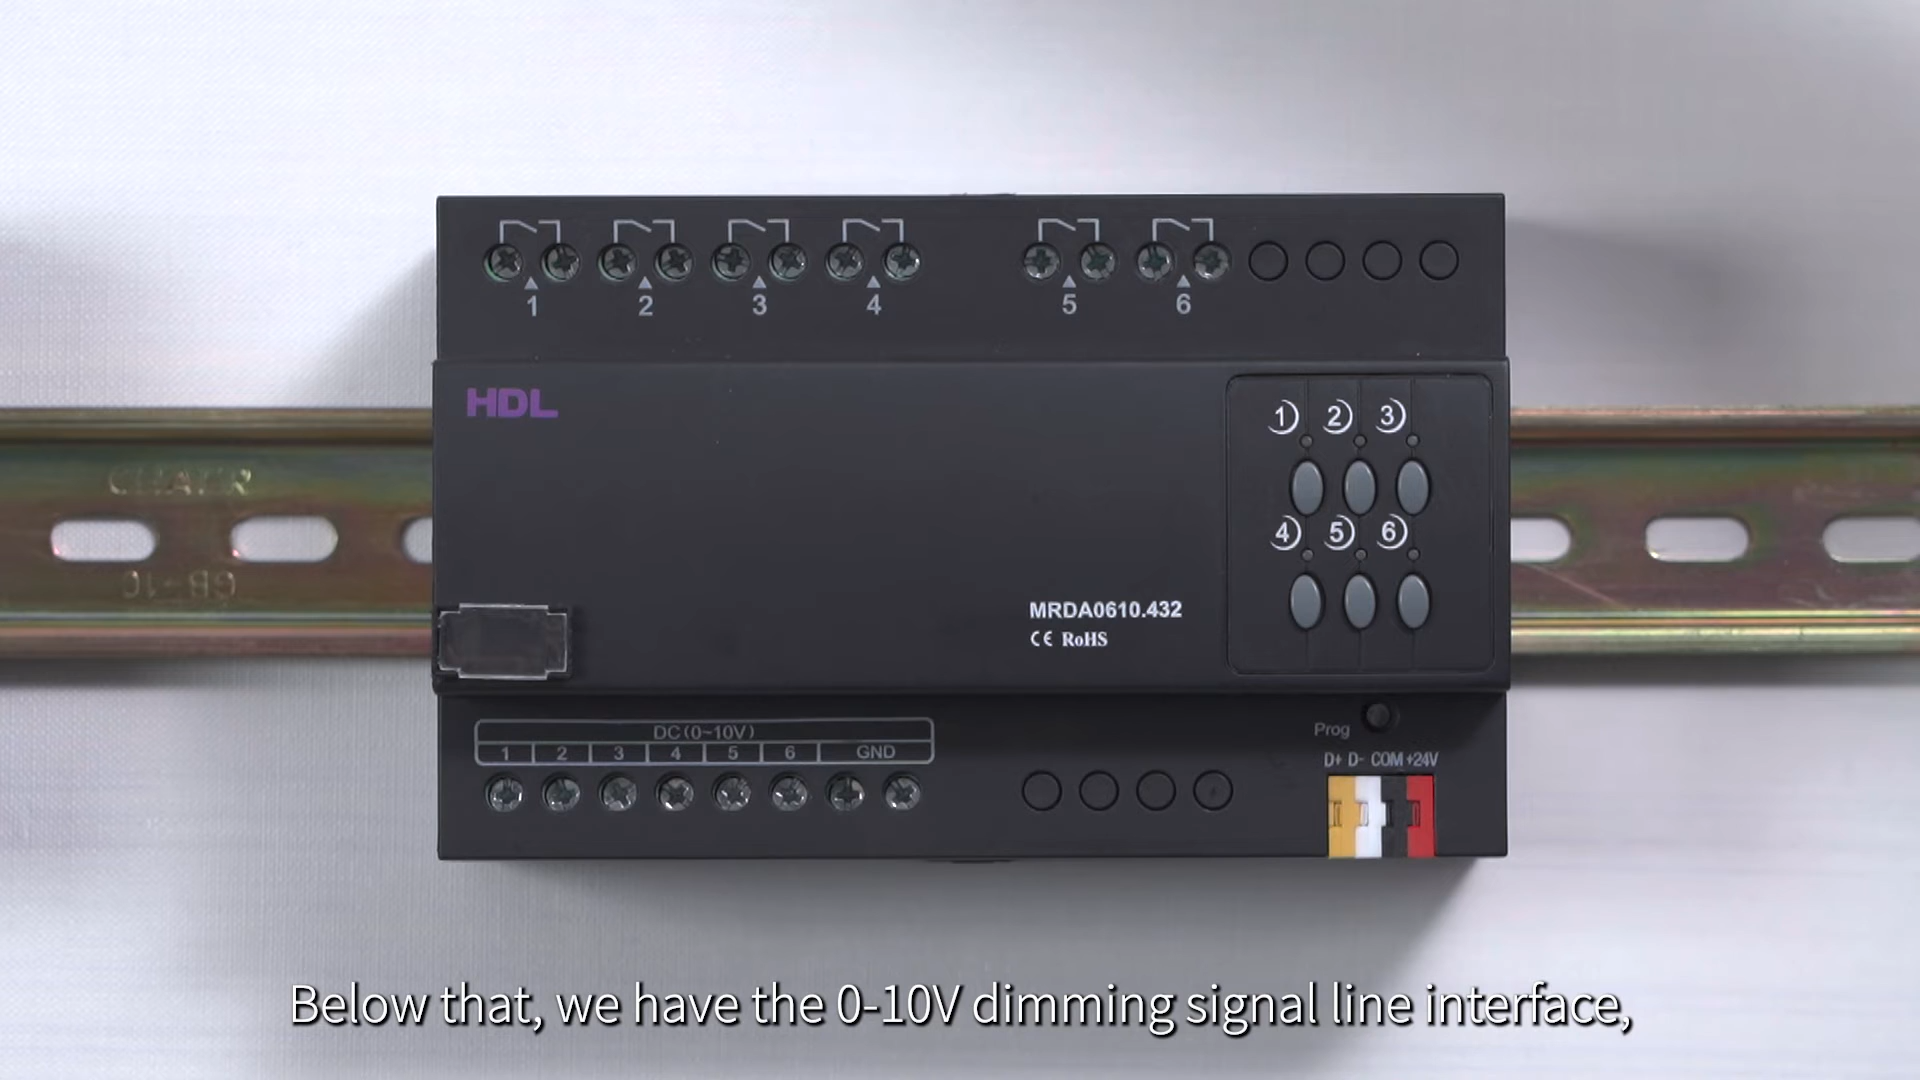 1 2 3 4 5 6
HDL
1 2 3
4 5 6
MRDA0610.432
CE RoHS
DC(0~10V)
1 2 3 4 5 6 GND
Prog
D+ D- COM +24V
Below that, we have the 0-10V dimming signal line interface,